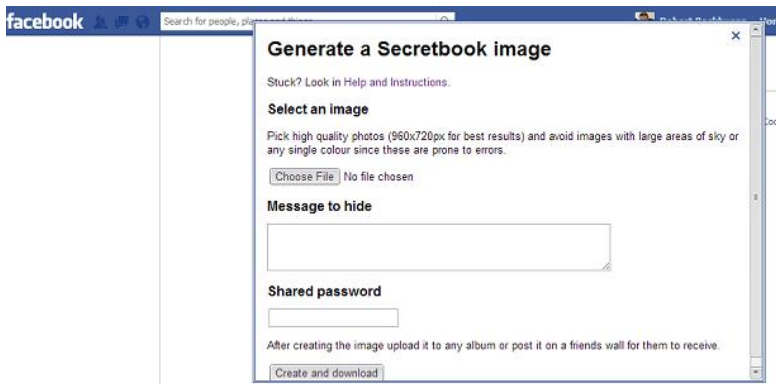 facebook
Search for people, places and things
Generate a Secretbook image
Stuck? Look in Help and Instructions.
Select an image
Pick high quality photos (960x720px for best results) and avoid images with large areas of sky or
any single colour since these are prone to errors.
Choose File No file chosen
Message to hide
Shared password
After creating the image upload it to any album or post it on a friends wall for them to receive.
Create and download